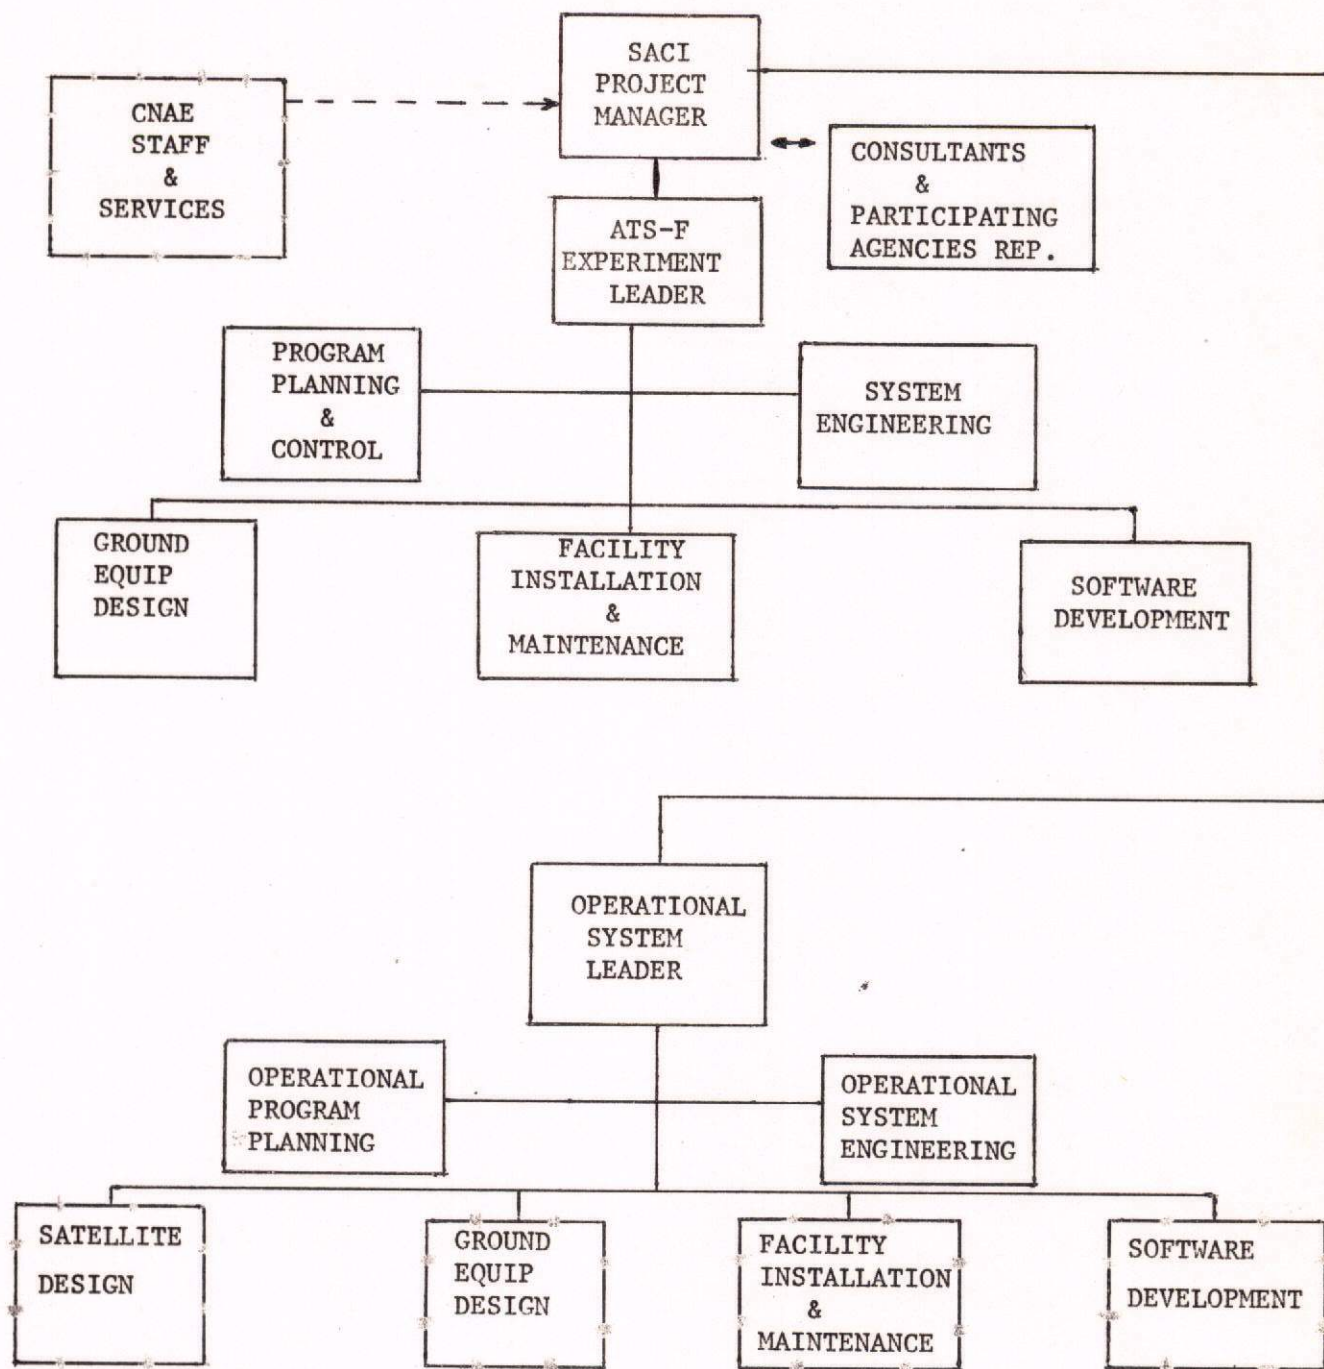 SACI
PROJECT
MANAGER
CNAE
STAFF
&
SERVICES
CONSULTANTS
&
PARTICIPATING
AGENCIES REP.
ATS-F
EXPERIMENT
LEADER
PROGRAM
PLANNING
&
CONTROL
SYSTEM
ENGINEERING
GROUND
EQUIP
DESIGN
FACILITY
INSTALLATION
&
MAINTENANCE
SOFTWARE
DEVELOPMENT
OPERATIONAL
SYSTEM
LEADER
OPERATIONAL
PROGRAM
PLANNING
OPERATIONAL
SYSTEM
ENGINEERING
SATELLITE
DESIGN
GROUND
EQUIP
DESIGN
FACILITY
INSTALLATION
&
MAINTENANCE
SOFTWARE
DEVELOPMENT